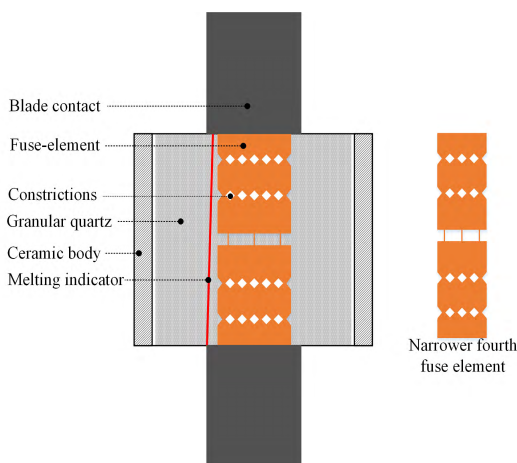 Blade contact
Fuse-element
Constrictions
Granular quartz
Ceramic body
Melting indicator
Narrower fourth
fuse element